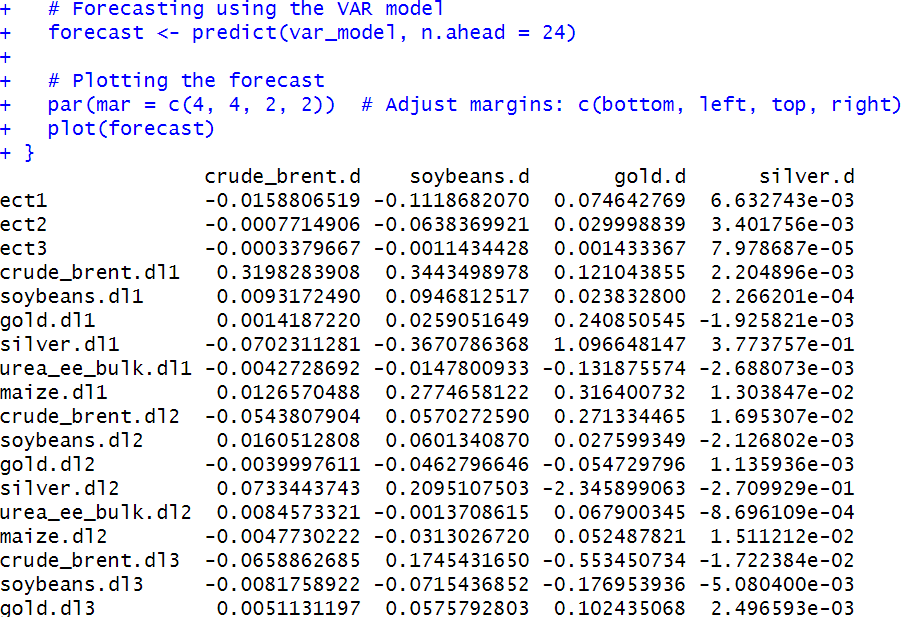 +   # Forecasting using the VAR model
+   forecast <- predict(var_model, n.ahead = 24)
+
+   # Plotting the forecast
+   par(mar = c(4, 4, 2, 2))  # Adjust margins: c(bottom, left, top, right)
+   plot(forecast)
+ }
crude_brent.d soybeans.d gold.d silver.d
ect1 -0.0158806519 -0.1118682070 0.074642769 6.632743e-03
ect2 -0.0007714906 -0.0638369921 0.029998839 3.401756e-03
ect3 -0.0003379667 -0.0011434428 0.001433367 7.978687e-05
crude_brent.dl1 0.3198283908 0.3443498978 0.121043855 2.204896e-03
soybeans.dl1 0.0093172490 0.0946812517 0.023832800 2.266201e-04
gold.dl1 0.0014187220 0.0259051649 0.240850545 -1.925821e-03
silver.dl1 -0.0702311281 -0.3670786368 1.096648147 3.773757e-01
urea_ee_bulk.dl1 -0.0042728692 -0.0147800933 -0.131875574 -2.688073e-03
maize.dl1 0.0126570488 0.2774658122 0.316400732 1.303847e-02
crude_brent.dl2 -0.0543807904 0.0570272590 0.271334465 1.695307e-02
soybeans.dl2 0.0160512808 0.0601340870 0.027599349 -2.126802e-03
gold.dl2 -0.0039997611 -0.0462796646 -0.054729796 1.135936e-03
silver.dl2 0.0733443743 0.2095107503 -2.345899063 -2.709929e-01
urea_ee_bulk.dl2 0.0084573321 -0.0013708615 0.067900345 -8.696109e-04
maize.dl2 -0.0047730222 -0.0313026720 0.052487821 1.511212e-02
crude_brent.dl3 -0.0658862685 0.1745431650 -0.553450734 -1.722384e-02
soybeans.dl3 -0.0081758922 -0.0715436852 -0.176953936 -5.080400e-03
gold.dl3 0.0051131197 0.0575792803 0.102435068 2.496593e-03